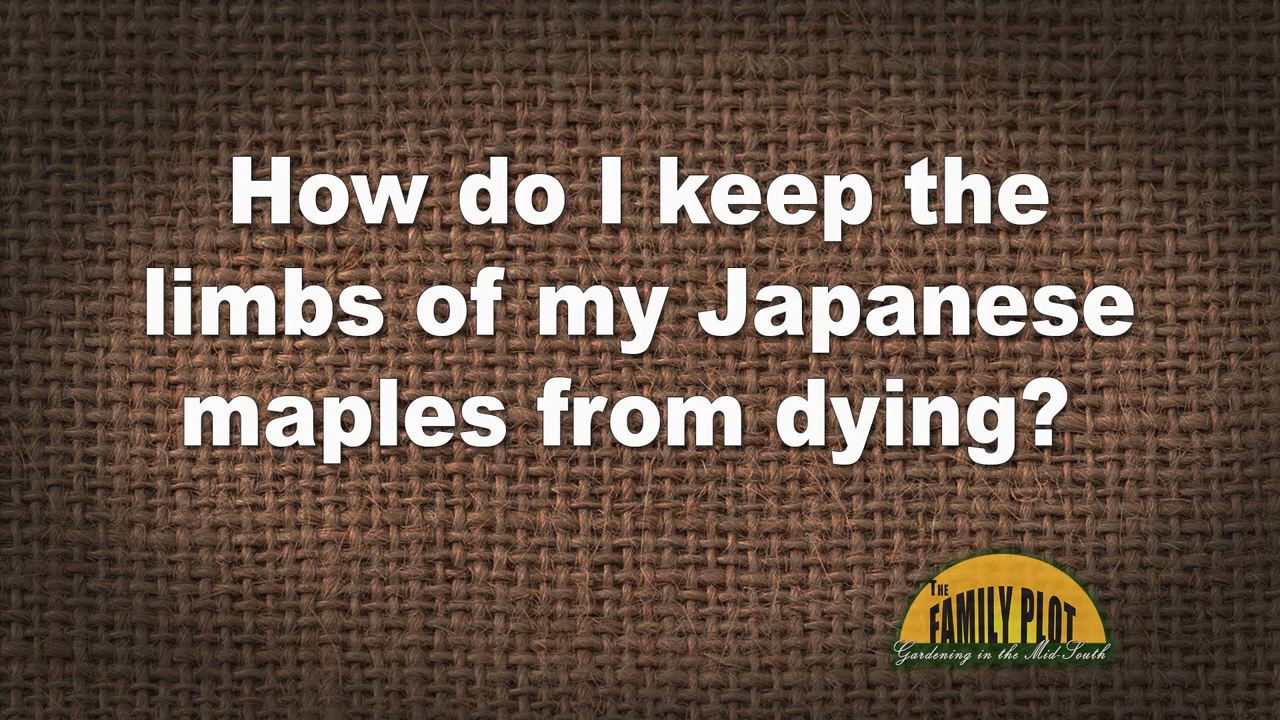 How do I keep the
limbs of my Japanese
maples from dying?
THE
FAMILY PLOT
Gardening in the Mid-South